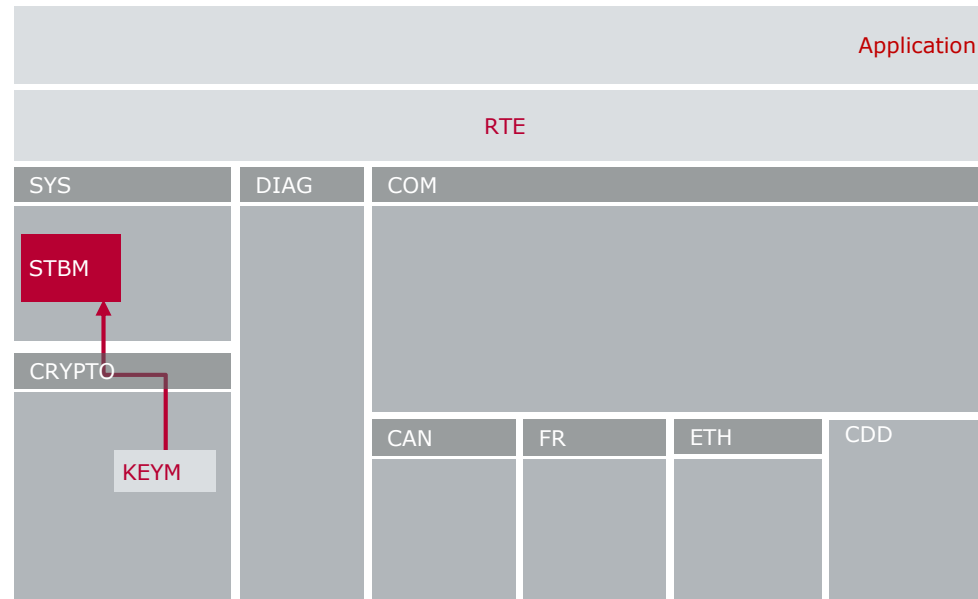 Application
RTE
SYS
DIAG
COM
STBM
CRYPTO
CAN
FR
ETH
CDD
KEYM